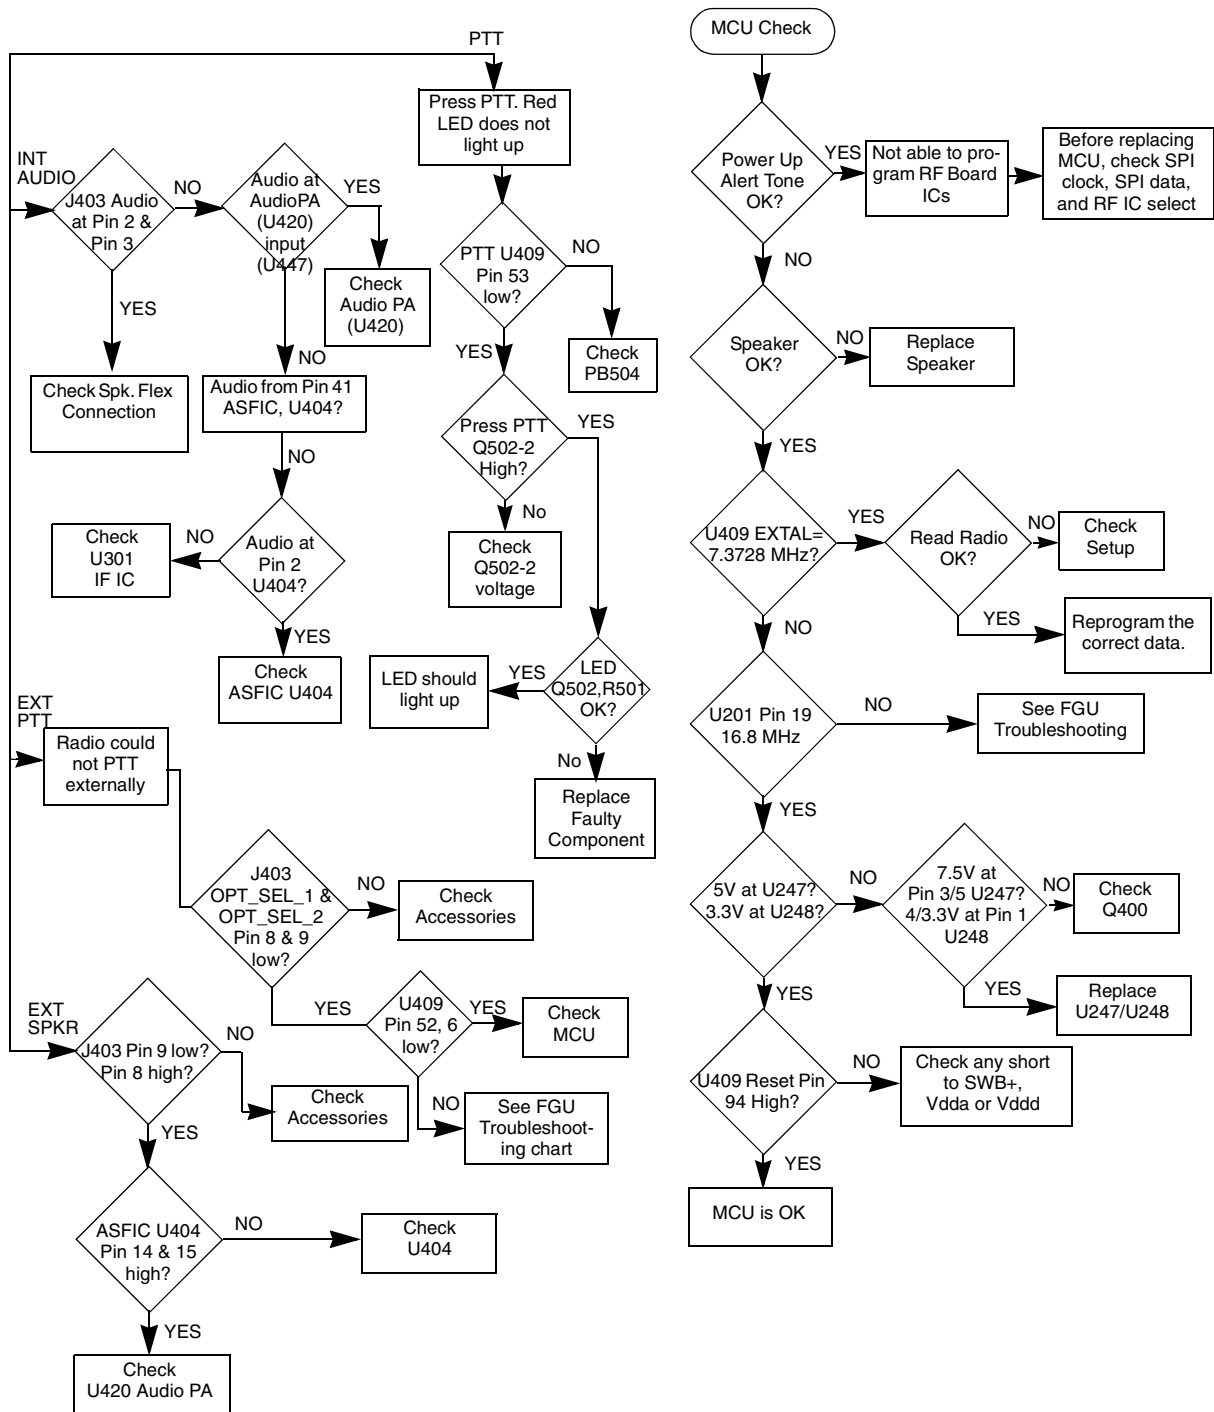 PTT
Press PTT. Red
LED does not
light up
INT
AUDIO
J403 Audio
at Pin 2 &
Pin 3
NO
Audio at
AudioPA
(U420)
input
(U447)
YES
Check
Audio PA
(U420)
YES
Check Spk. Flex
Connection
NO
Audio from Pin 41
ASFIC, U404?
NO
Audio at
Pin 2
U404?
NO
Check
U301
IF IC
YES
Check
ASFIC U404
PTT U409
Pin 53
low?
NO
Check
PB504
YES
Press PTT
Q502-2
High?
YES
No
Check
Q502-2
voltage
LED
Q502,R501
OK?
YES
LED should
light up
No
Replace
Faulty
Component
EXT
PTT
Radio could
not PTT
externally
J403
OPT_SEL_1 &
OPT_SEL_2
Pin 8 & 9
low?
NO
Check
Accessories
YES
U409
Pin 52, 6
low?
YES
Check
MCU
NO
See FGU
Troubleshoot-
ing chart
EXT
SPKR
J403 Pin 9 low?
Pin 8 high?
NO
Check
Accessories
YES
ASFIC U404
Pin 14 & 15
high?
NO
Check
U404
YES
Check
U420 Audio PA
MCU Check
Power Up
Alert Tone
OK?
YES
Not able to pro-
gram RF Board
ICs
Before replacing
MCU, check SPI
clock, SPI data,
and RF IC select
NO
Speaker
OK?
NO
Replace
Speaker
YES
U409 EXTAL=
7.3728 MHz?
YES
Read Radio
OK?
NO
Check
Setup
YES
Reprogram the
correct data.
NO
U201 Pin 19
16.8 MHz
NO
See FGU
Troubleshooting
YES
5V at U247?
3.3V at U248?
NO
7.5V at
Pin 3/5 U247?
4/3.3V at Pin 1
U248
NO
Check
Q400
YES
Replace
U247/U248
YES
U409 Reset Pin
94 High?
NO
Check any short
to SWB+,
Vdda or Vddd
YES
MCU is OK